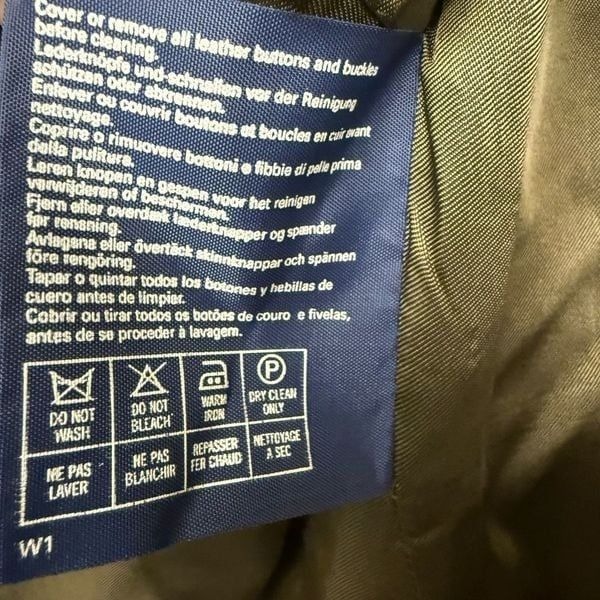 Cover or remove all leather buttons and buckles
before cleaning.
Lederknöpfe und-schnallen vor der Reinigung
schützen oder abtrennen.
Enlever ou couvrir boutons et boucles en cuir avant
nettoyage.
Coprire o rimuovere bottoni e fibbie di pelle prima
dalla pulitura.
Leren knopen en gespen voor het reinigen
verwijderen of beschermen.
Fjern eller overdæk læderknapper og spænder
før rensning.
Avlägsna eller övertäck skinnknappar och spännen
före rengöring.
Tapar o quintar todos los botones y hebillas de
cuero antes de limpier.
Cobrir ou tirar todos os botões de couro e fivelas,
antes de se proceder à lavagem.
P
DO NOT WASH
DO NOT BLEACH
WARM IRON
DRY CLEAN ONLY
NE PAS LAVER
NE PAS BLANCHIR
REPASSER FER CHAUD
NETTOYAGE A SEC
W1